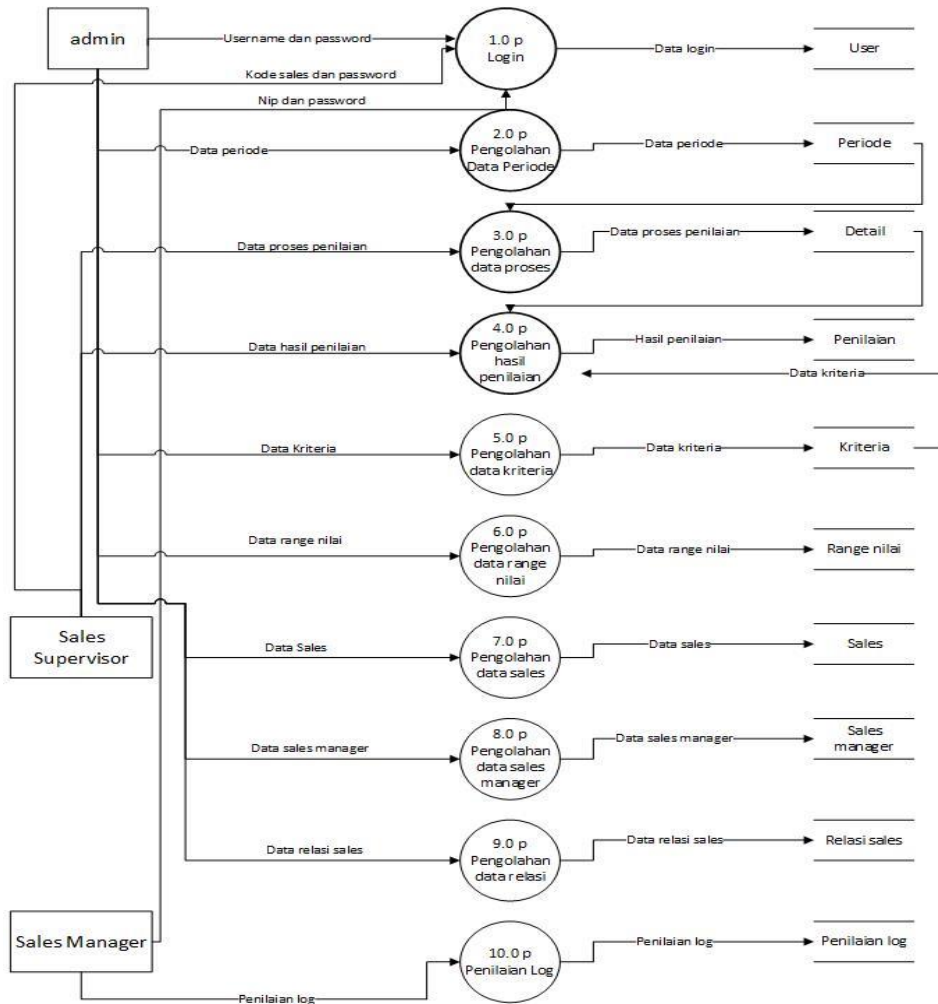 admin
Username dan password
1.0 p
Login
Data login
User
Kode sales dan password
Nip dan password
Data periode
2.0 p
Pengolahan
Data Periode
Data periode
Periode
Data proses penilaian
3.0 p
Pengolahan
data proses
Data proses penilaian
Detail
Data hasil penilaian
4.0 p
Pengolahan
hasil
penilaian
Hasil penilaian
Penilaian
Data kriteria
Data Kriteria
5.0 p
Pengolahan
data kriteria
Data kriteria
Kriteria
Data range nilai
6.0 p
Pengolahan
data range
nilai
Data range nilai
Range nilai
Sales
Supervisor
Data Sales
7.0 p
Pengolahan
data sales
Data sales
Sales
Data sales manager
8.0 p
Pengolahan
data sales
manager
Data sales manager
Sales
manager
Data relasi sales
9.0 p
Pengolahan
data relasi
Data relasi sales
Relasi sales
Sales Manager
Penilaian log
10.0 p
Penilaian Log
Penilaian log
Penilaian log